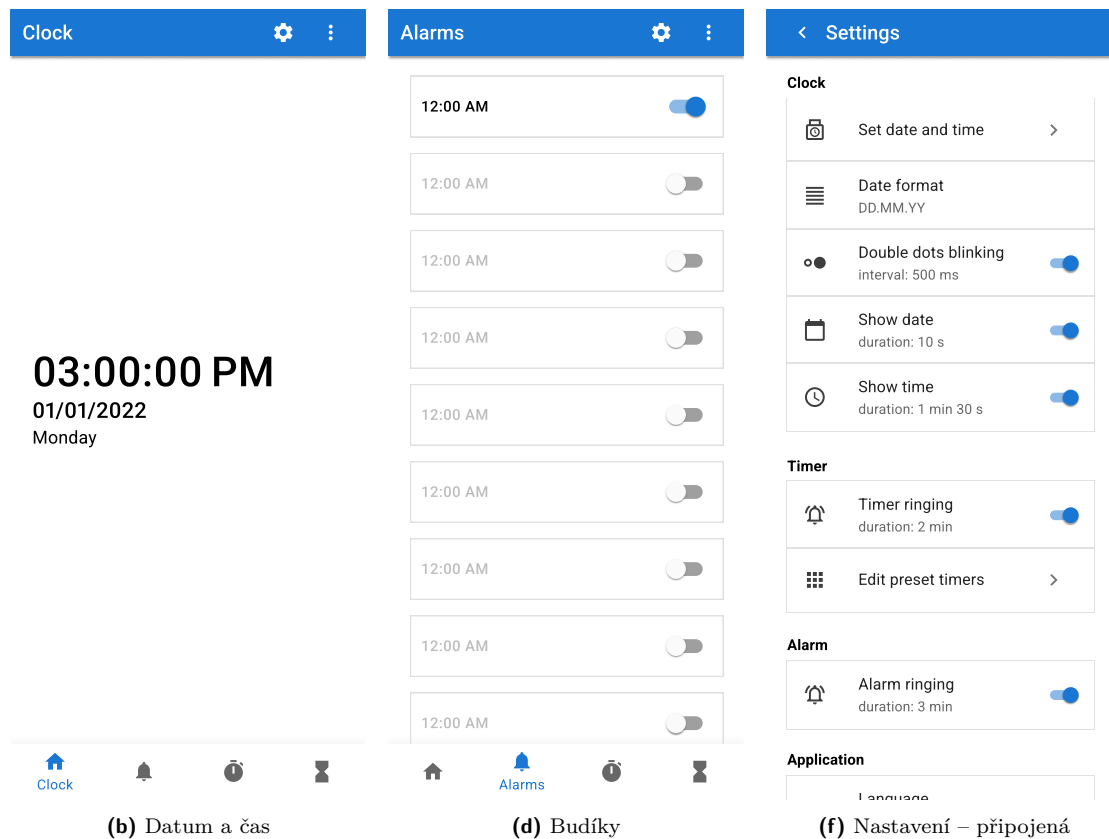 Clock
03:00:00 PM
01/01/2022
Monday
Clock
(b) Datum a čas
Alarms
12:00 AM
12:00 AM
12:00 AM
12:00 AM
12:00 AM
12:00 AM
12:00 AM
12:00 AM
12:00 AM
Alarms
(d) Budíky
Settings
Clock
Set date and time
Date format
DD.MM.YY
Double dots blinking
interval: 500 ms
Show date
duration: 10 s
Show time
duration: 1 min 30 s
Timer
Timer ringing
duration: 2 min
Edit preset timers
Alarm
Alarm ringing
duration: 3 min
Application
Language
(f) Nastavení – připojená